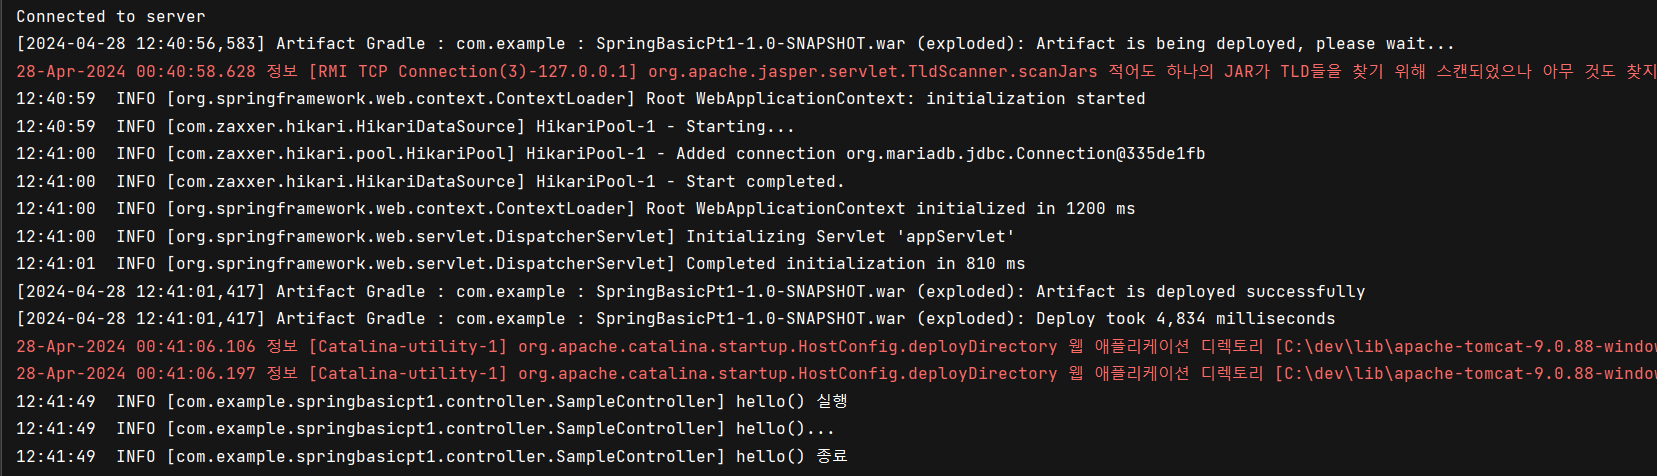 Connected to server
[2024-04-28 12:40:56,583] Artifact Gradle : com.example : SpringBasicPt1-1.0-SNAPSHOT.war (exploded): Artifact is being deployed, please wait...
28-Apr-2024 00:40:58.628 정보 [RMI TCP Connection(3)-127.0.0.1] org.apache.jasper.servlet.TldScanner.scanJars 적어도 하나의 JAR가 TLD들을 찾기 위해 스캔되었으나 아무 것도 찾지
12:40:59  INFO [org.springframework.web.context.ContextLoader] Root WebApplicationContext: initialization started
12:40:59  INFO [com.zaxxer.hikari.HikariDataSource] HikariPool-1 - Starting...
12:41:00  INFO [com.zaxxer.hikari.pool.HikariPool] HikariPool-1 - Added connection org.mariadb.jdbc.Connection@335de1fb
12:41:00  INFO [com.zaxxer.hikari.HikariDataSource] HikariPool-1 - Start completed.
12:41:00  INFO [org.springframework.web.context.ContextLoader] Root WebApplicationContext initialized in 1200 ms
12:41:00  INFO [org.springframework.web.servlet.DispatcherServlet] Initializing Servlet 'appServlet'
12:41:01  INFO [org.springframework.web.servlet.DispatcherServlet] Completed initialization in 810 ms
[2024-04-28 12:41:01,417] Artifact Gradle : com.example : SpringBasicPt1-1.0-SNAPSHOT.war (exploded): Artifact is deployed successfully
[2024-04-28 12:41:01,417] Artifact Gradle : com.example : SpringBasicPt1-1.0-SNAPSHOT.war (exploded): Deploy took 4,834 milliseconds
28-Apr-2024 00:41:06.106 정보 [Catalina-utility-1] org.apache.catalina.startup.HostConfig.deployDirectory 웹 애플리케이션 디렉토리 [C:\dev\lib\apache-tomcat-9.0.88-window
28-Apr-2024 00:41:06.197 정보 [Catalina-utility-1] org.apache.catalina.startup.HostConfig.deployDirectory 웹 애플리케이션 디렉토리 [C:\dev\lib\apache-tomcat-9.0.88-window
12:41:49  INFO [com.example.springbasicpt1.controller.SampleController] hello() 실행
12:41:49  INFO [com.example.springbasicpt1.controller.SampleController] hello()...
12:41:49  INFO [com.example.springbasicpt1.controller.SampleController] hello() 종료